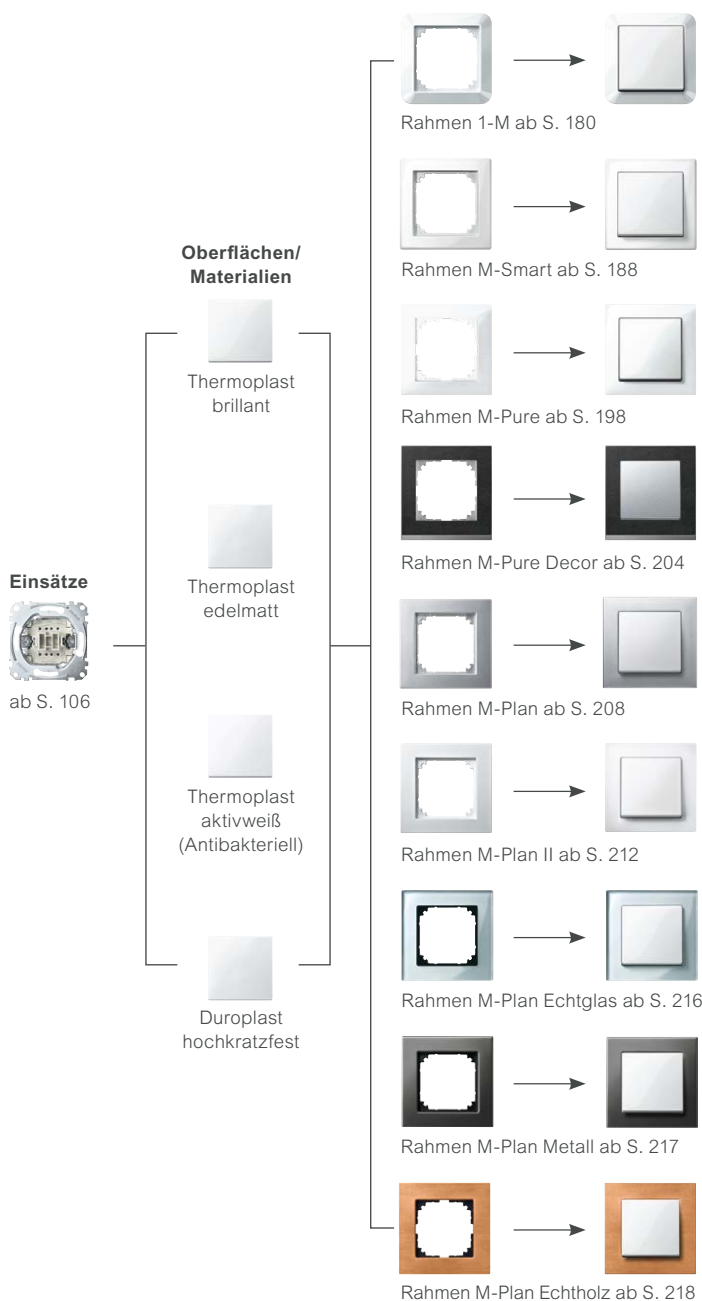 Einsätze
ab S. 106
Oberflächen/
Materialien
Thermoplast
brillant
Thermoplast
edelmatt
Thermoplast
aktivweiß
(Antibakteriell)
Duroplast
hochkratzfest
Rahmen 1-M ab S. 180
Rahmen M-Smart ab S. 188
Rahmen M-Pure ab S. 198
Rahmen M-Pure Decor ab S. 204
Rahmen M-Plan ab S. 208
Rahmen M-Plan II ab S. 212
Rahmen M-Plan Echtglas ab S. 216
Rahmen M-Plan Metall ab S. 217
Rahmen M-Plan Echtholz ab S. 218